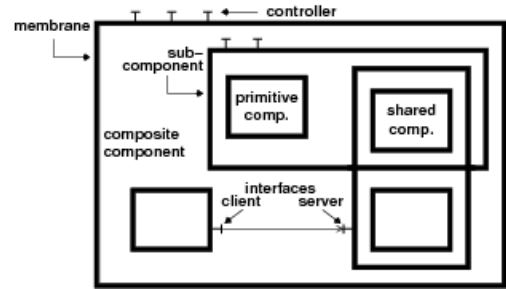 controller
membrane
sub–
component
primitive
comp.
shared
comp.
composite
component
interfaces
client
server